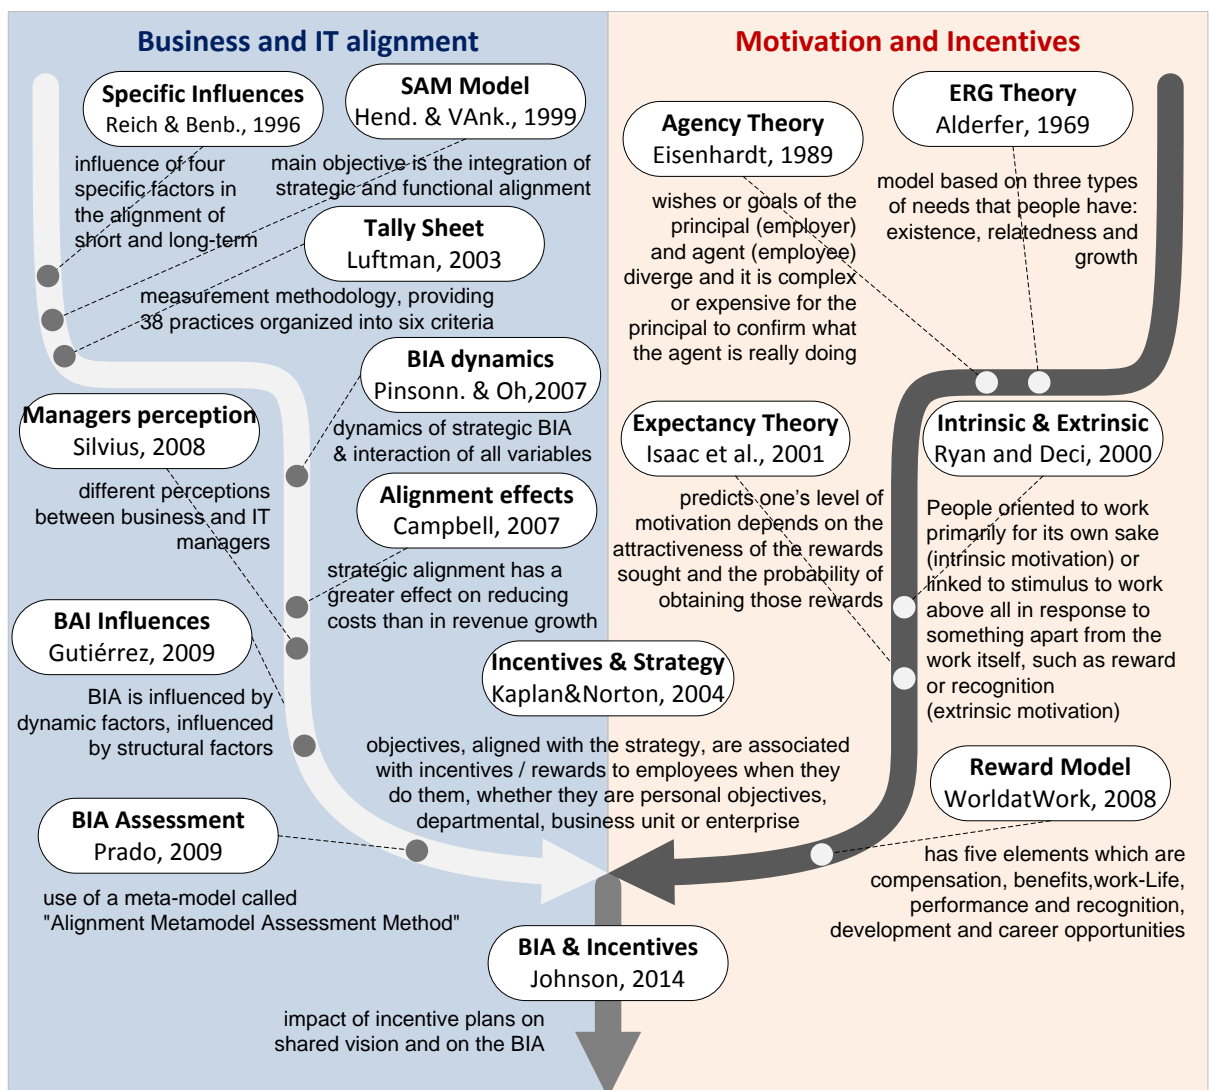 Business and IT alignment
Specific Influences
Reich & Benb., 1996
influence of four
specific factors in
the alignment of
short and long-term
SAM Model
Hend. & VAnk., 1999
main objective is the integration of
strategic and functional alignment
Tally Sheet
Luftman, 2003
measurement methodology, providing
38 practices organized into six criteria
BIA dynamics
Pinsonn. & Oh,2007
dynamics of strategic BIA
& interaction of all variables
Managers perception
Silvius, 2008
different perceptions
between business and IT
managers
Alignment effects
Campbell, 2007
strategic alignment has a
greater effect on reducing
costs than in revenue growth
BAI Influences
Gutiérrez, 2009
BIA is influenced by
dynamic factors, influenced
by structural factors
BIA Assessment
Prado, 2009
use of a meta-model called
"Alignment Metamodel Assessment Method"
Motivation and Incentives
Agency Theory
Eisenhardt, 1989
wishes or goals of the
principal (employer)
and agent (employee)
diverge and it is complex
or expensive for the
principal to confirm what
the agent is really doing
ERG Theory
Alderfer, 1969
model based on three types
of needs that people have:
existence, relatedness and
growth
Expectancy Theory
Isaac et al., 2001
predicts one’s level of
motivation depends on the
attractiveness of the rewards
sought and the probability of
obtaining those rewards
Intrinsic & Extrinsic
Ryan and Deci, 2000
People oriented to work
primarily for its own sake
(intrinsic motivation) or
linked to stimulus to work
above all in response to
something apart from the
work itself, such as reward
or recognition
(extrinsic motivation)
Incentives & Strategy
Kaplan&Norton, 2004
objectives, aligned with the strategy, are associated
with incentives / rewards to employees when they
do them, whether they are personal objectives,
departmental, business unit or enterprise
Reward Model
WorldatWork, 2008
has five elements which are
compensation, benefits,work-Life,
performance and recognition,
development and career opportunities
BIA & Incentives
Johnson, 2014
impact of incentive plans on
shared vision and on the BIA